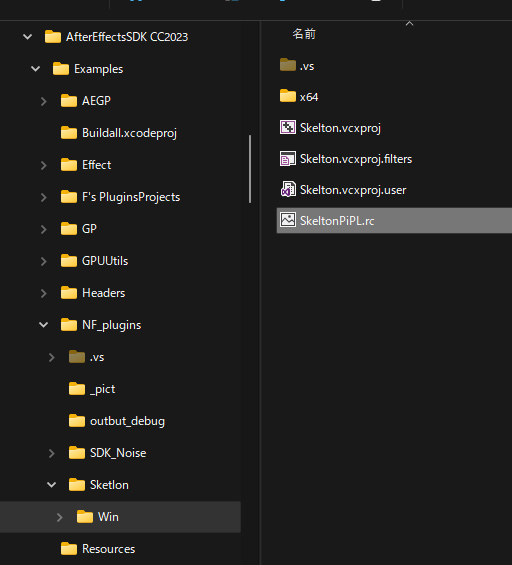 AfterEffectsSDK CC2023
Examples
AEGP
Buildall.xcodeproj
Effect
F's PluginsProjects
GP
GPUUtils
Headers
NF_plugins
.vs
_pict
outbut_debug
SDK_Noise
Sketlon
Win
Resources
名前
.vs
x64
Skelton.vcxproj
Skelton.vcxproj.filters
Skelton.vcxproj.user
SkeltonPiPL.rc